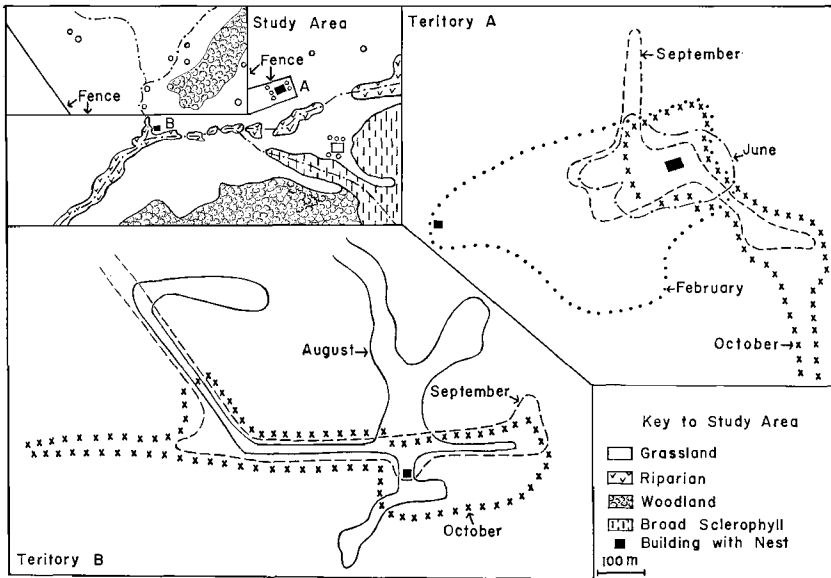 Study Area
Fence
A
Fence
B
Teritory A
September
June
February
October
August
September
October
Teritory B
Key to Study Area
Grassland
Riparian
Woodland
Broad Sclerophyll
Building with Nest
100 m